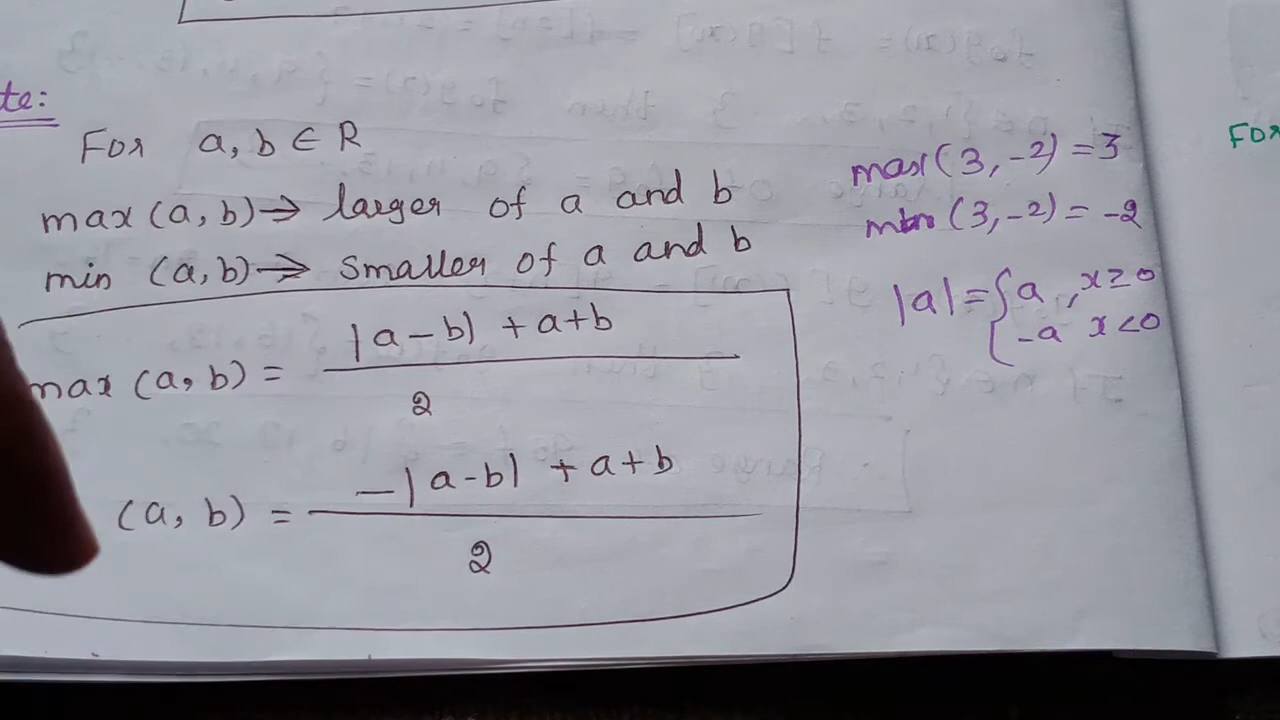 te:
For a, b ∈ R
max (a, b) → larger of a and b
min (a, b) → smaller of a and b
max (a, b) = |a - b| + a + b / 2
(a, b) = -|a - b| + a + b / 2
max (3, -2) = 3
min (3, -2) = -2
|a| = { a , x ≥ 0
-a x < 0
For